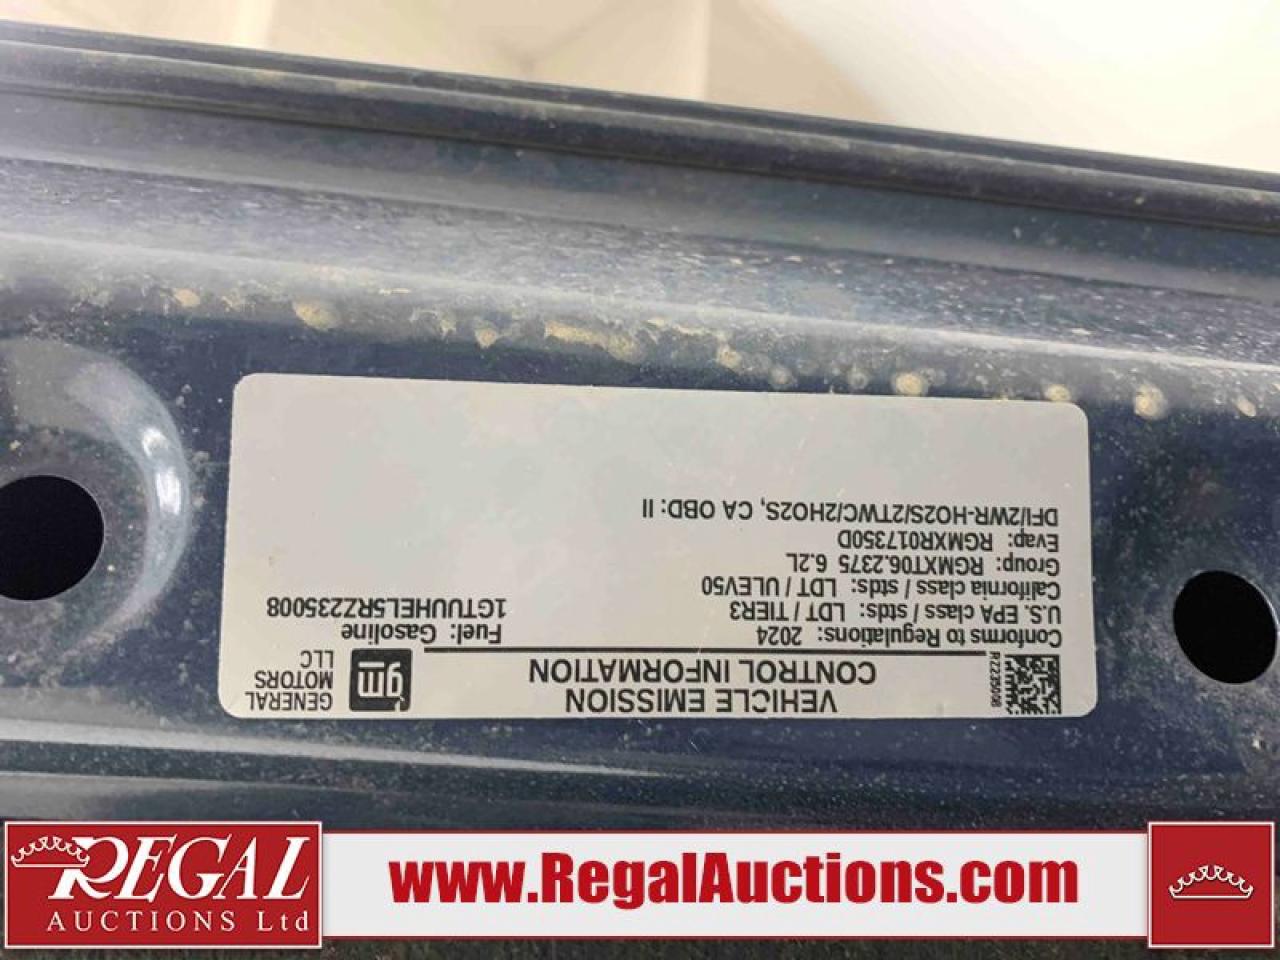 VEHICLE EMISSION
CONTROL INFORMATION
RZ235008
gm
GENERAL
MOTORS
LLC
Conforms to Regulations: 2024
U.S. EPA class / stds: LDT / TIER3
California class / stds: LDT / ULEV50
Group: RGMXT06.2375 6.2L
Evap: RGMXR017350D
DFI/2WR-HO2S/2TWC/2HO2S, CA OBD: II
Fuel: Gasoline
1GTUUHEL5RZ235008
REGAL
AUCTIONS Ltd
www.RegalAuctions.com